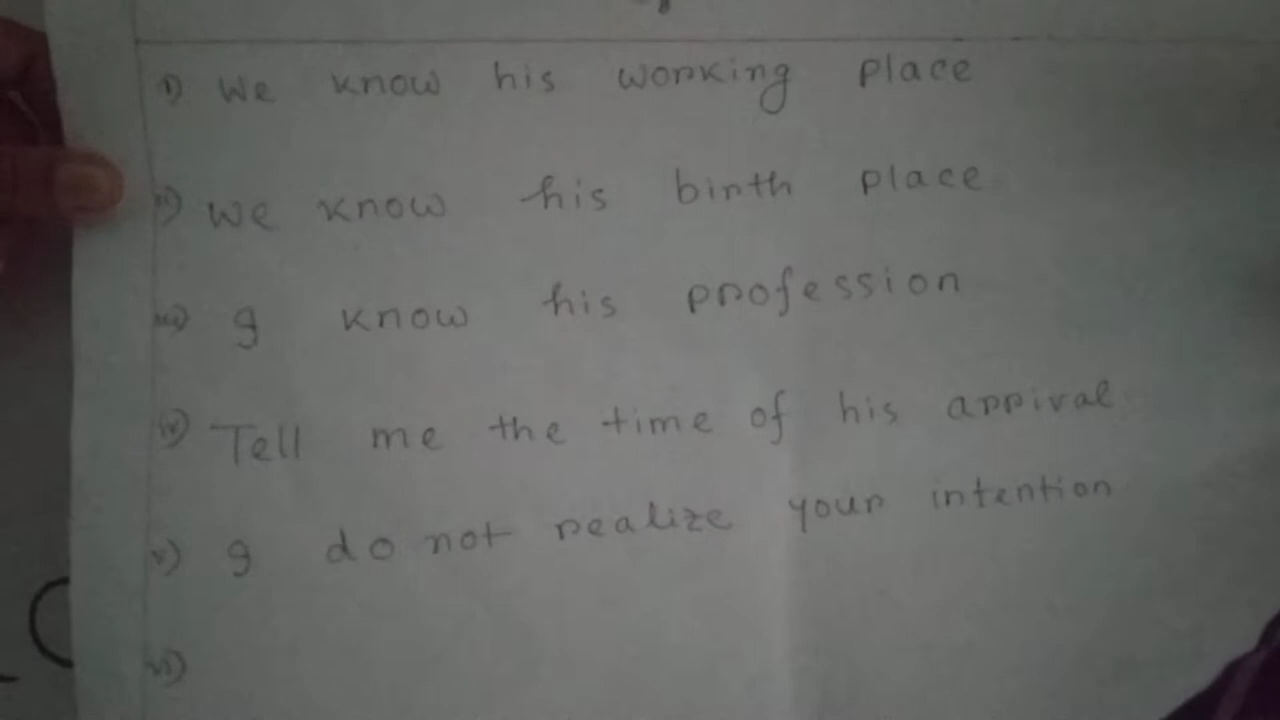 i) We know his working place
ii) We know his birth place
iii) I know his profession
iv) Tell me the time of his arrival.
v) I do not realize your intention
vi)